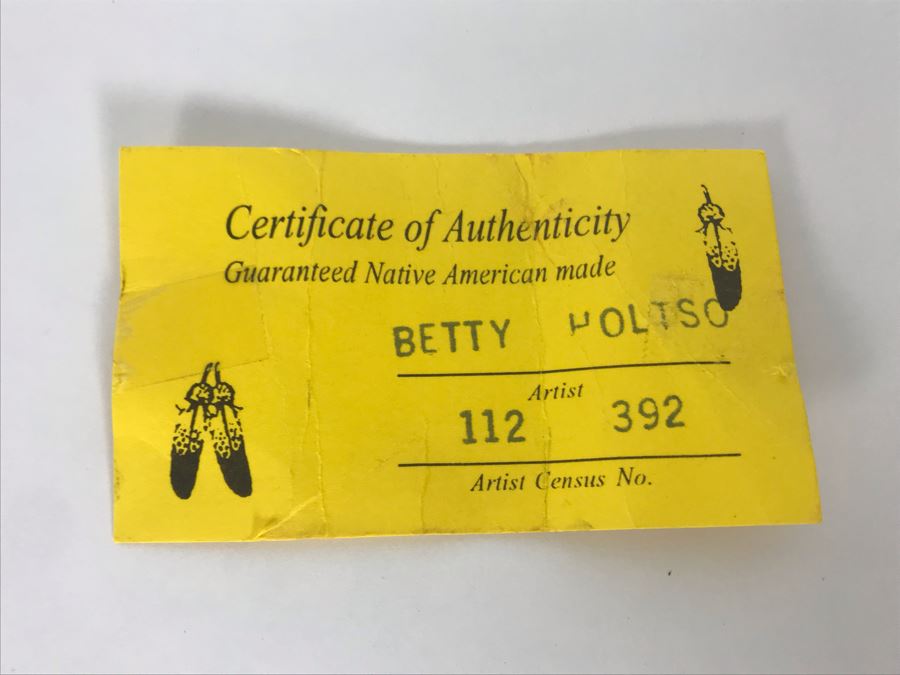 Certificate of Authenticity
Guaranteed Native American made
BETTY HOLTSO
Artist
112 392
Artist Census No.